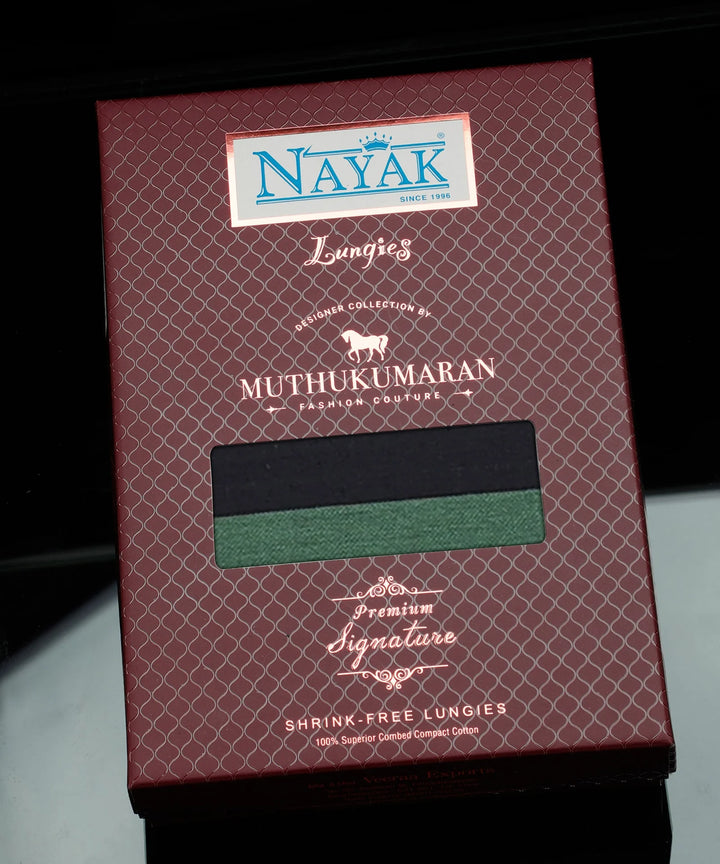 NAYAK®
SINCE 1996
Lungies
DESIGNER COLLECTION BY
MUTHUKUMARAN
FASHION COUTURE
Premium
Signature
SHRINK-FREE LUNGIES
100% Superior Combed Compact Cotton
Exports